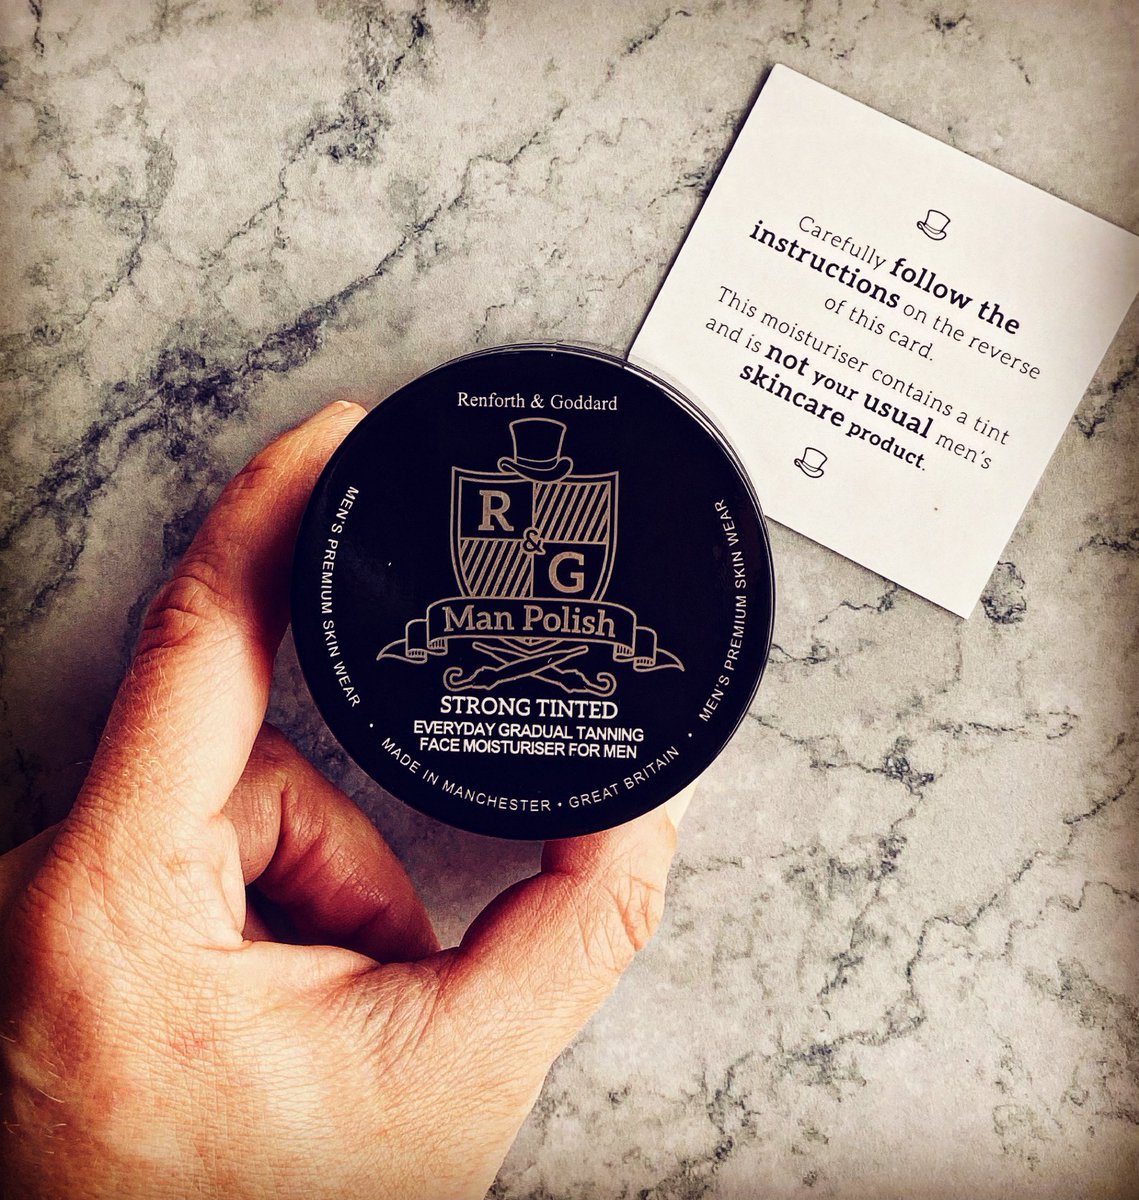 Renforth & Goddard
R
&
G
Man Polish
STRONG TINTED
EVERYDAY GRADUAL TANNING
FACE MOISTURISER FOR MEN
MEN'S PREMIUM SKIN WEAR
• MADE IN MANCHESTER • GREAT BRITAIN •
MEN'S PREMIUM SKIN WEAR
Carefully follow the
instructions on the reverse
of this card.
This moisturiser contains a tint
and is not your usual men's
skincare product.